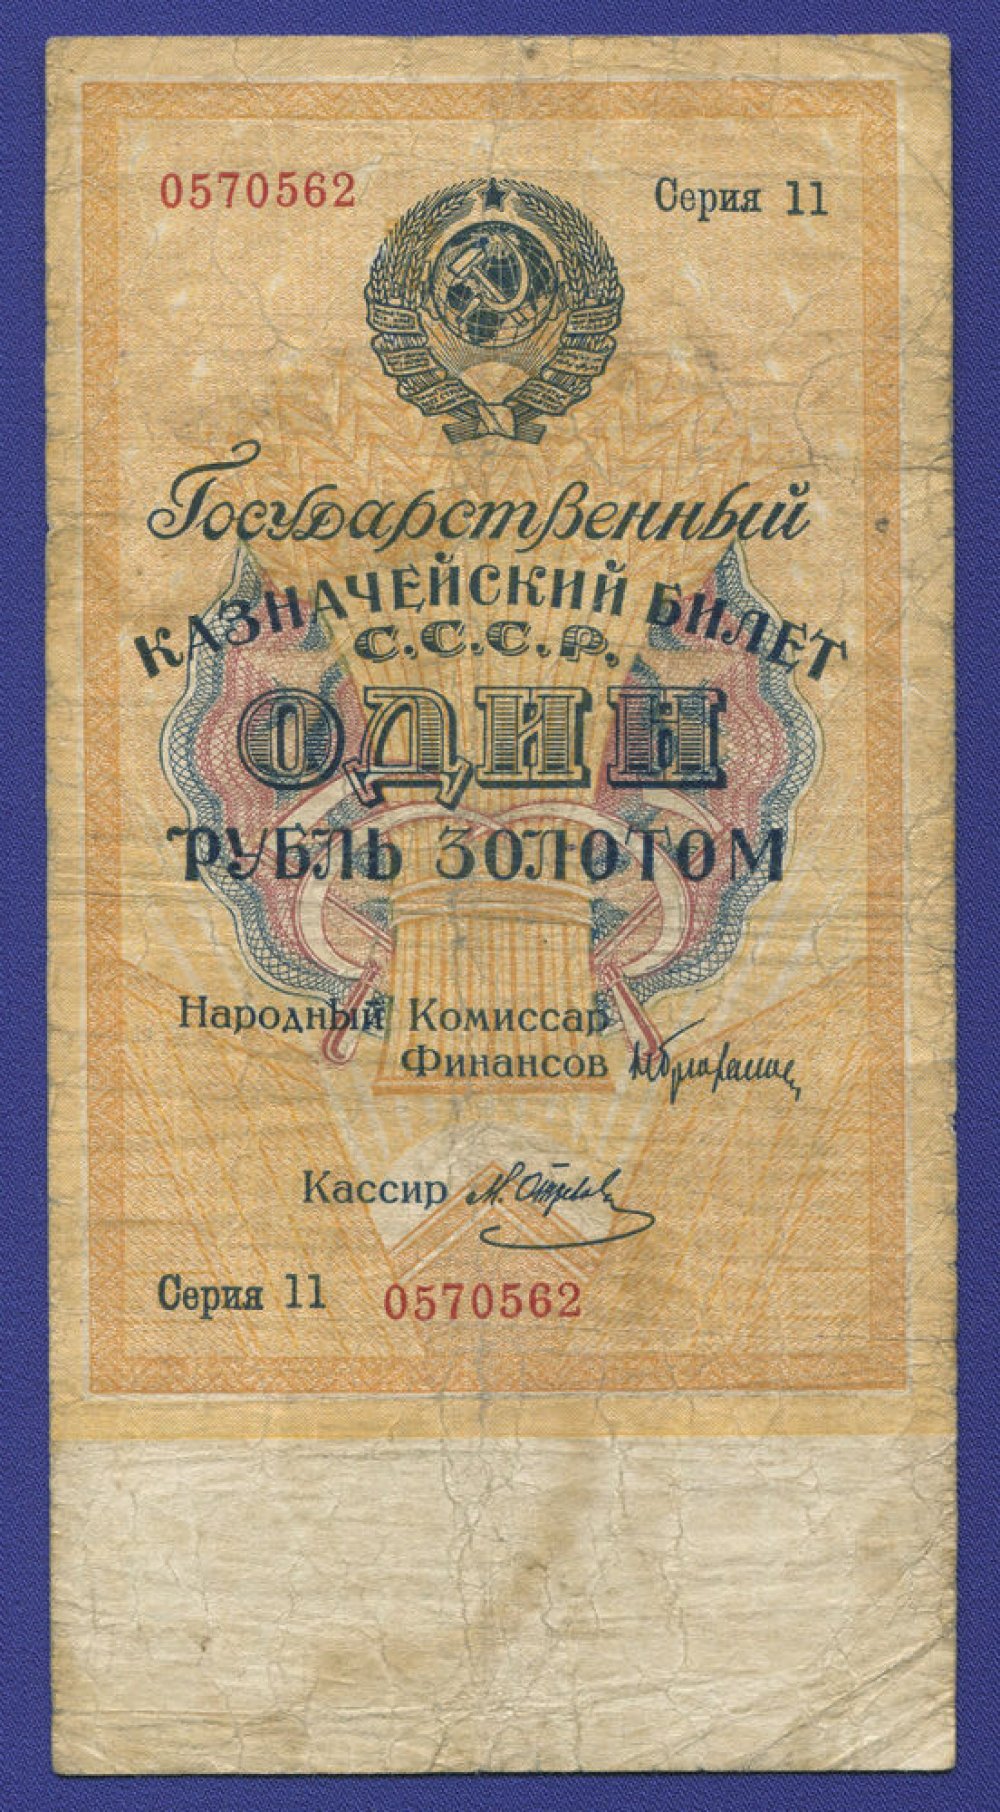 0570562 Серия 11
Государственный
КАЗНАЧЕЙСКИЙ БИЛЕТ
С.С.С.Р.
ОДИН
РУБЛЬ ЗОЛОТОМ
Народный Комиссар
Финансов
Кассир
Серия 11 0570562